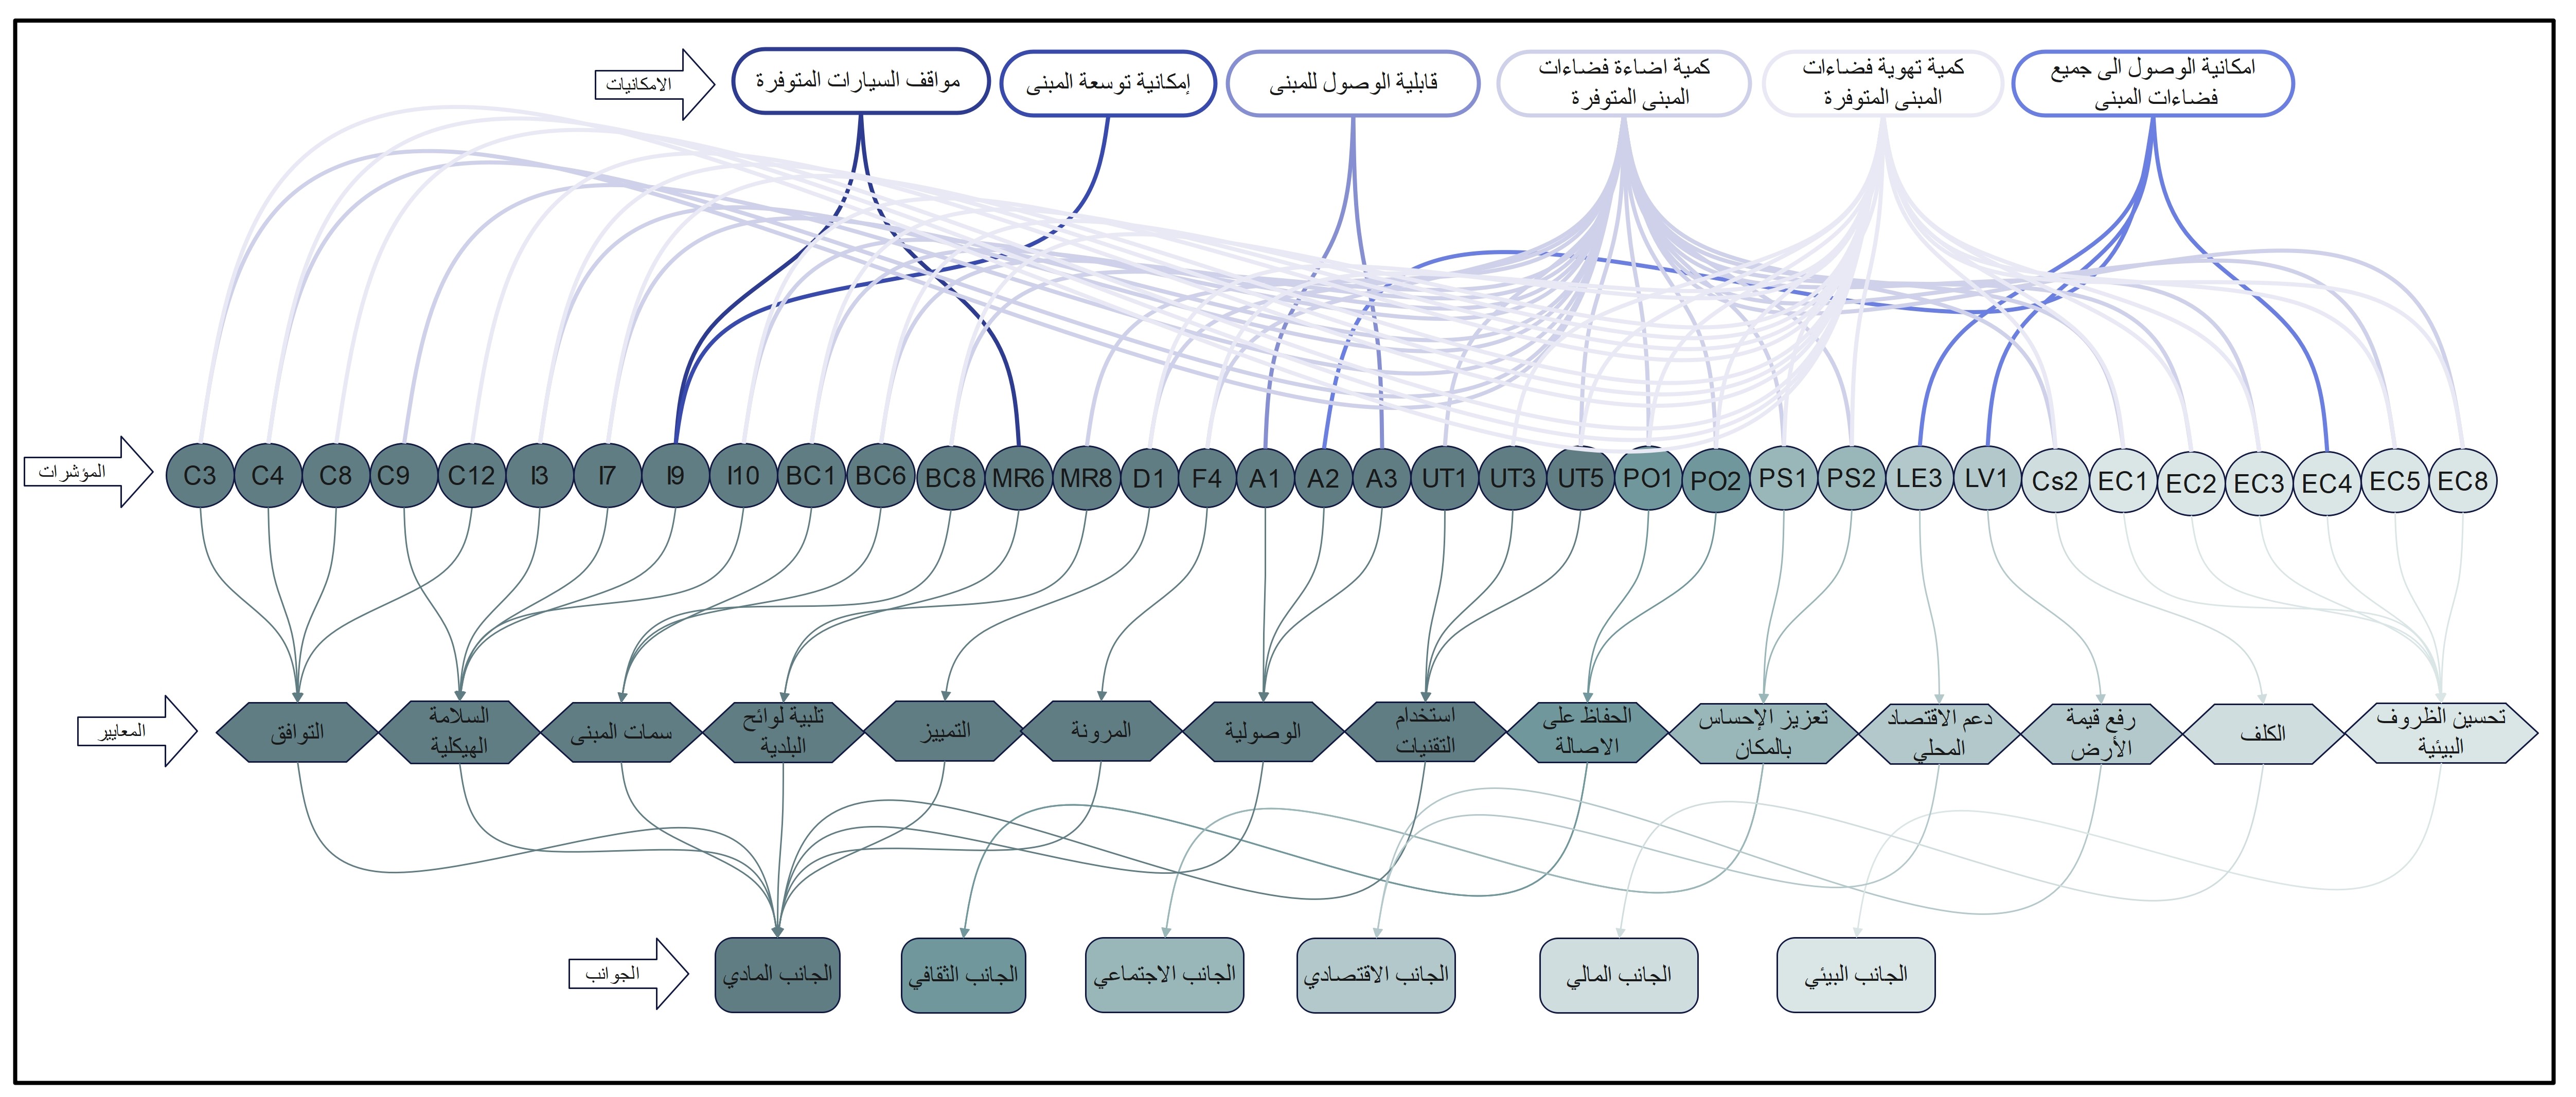 الامكانيات
مواقف السيارات المتوفرة
إمكانية توسعة المبنى
قابلية الوصول للمبنى
كمية اضاءة فضاءات
المبنى المتوفرة
كمية تهوية فضاءات
المبنى المتوفرة
امكانية الوصول الى جميع
فضاءات المبنى
المؤشرات
C3
C4
C8
C9
C12
I3
I7
I9
I10
BC1
BC6
BC8
MR6
MR8
D1
F4
A1
A2
A3
UT1
UT3
UT5
PO1
PO2
PS1
PS2
LE3
LV1
Cs2
EC1
EC2
EC3
EC4
EC5
EC8
المعايير
التوافق
السلامة
الهيكلية
سمات المبنى
تلبية لوائح
البلدية
التمييز
المرونة
الوصولية
استخدام
التقنيات
الحفاظ على
الاصالة
تعزيز الإحساس
بالمكان
دعم الاقتصاد
المحلي
رفع قيمة
الأرض
الكلف
تحسين الظروف
البيئية
الجوانب
الجانب المادي
الجانب الثقافي
الجانب الاجتماعي
الجانب الاقتصادي
الجانب المالي
الجانب البيئي